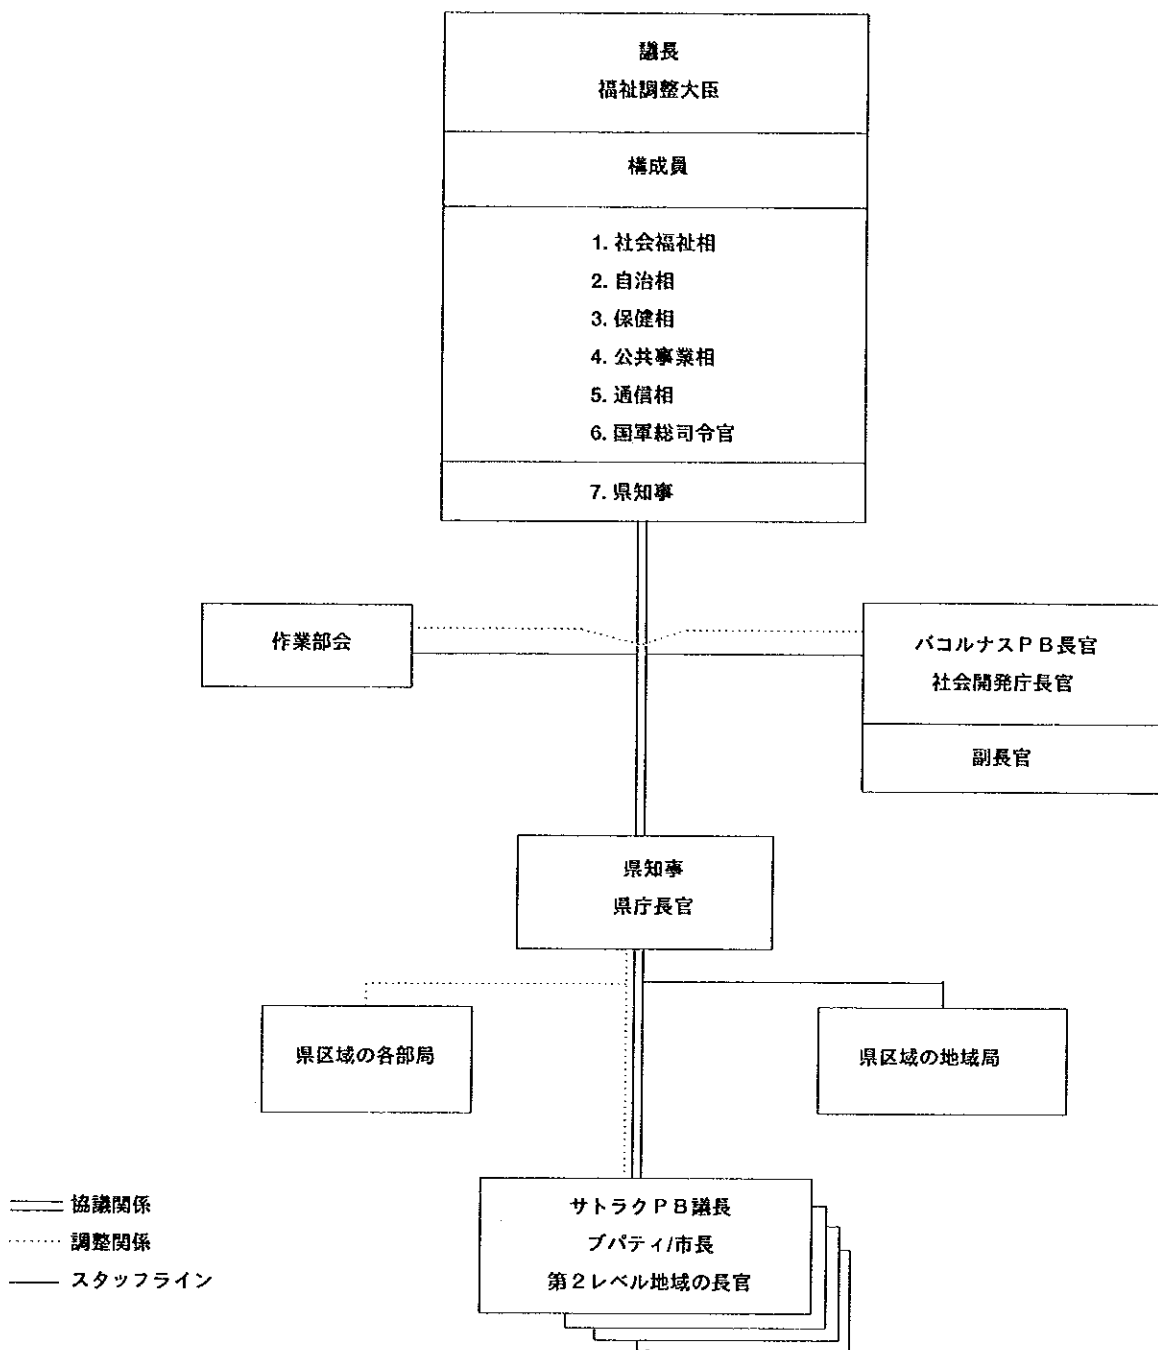 議長
福祉調整大臣
構成員
1. 社会福祉相
2. 自治相
3. 保健相
4. 公共事業相
5. 通信相
6. 国軍総司令官
7. 県知事
作業部会
バコルナスＰＢ長官
社会開発庁長官
副長官
県知事
県庁長官
県区域の各部局
県区域の地域局
協議関係
調整関係
スタッフライン
サトラクＰＢ議長
ブパティ/市長
第２レベル地域の長官